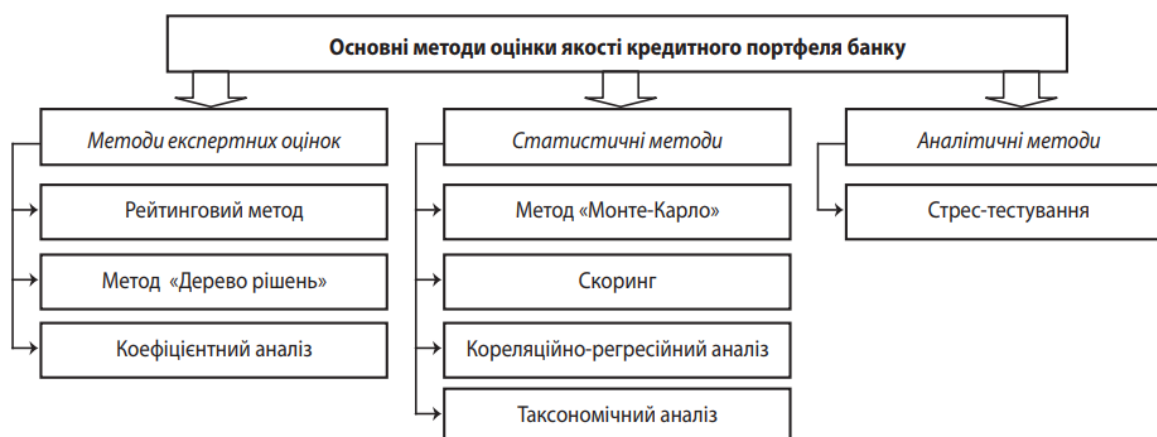 Основні методи оцінки якості кредитного портфеля банку
Методи експертних оцінок
Рейтинговий метод
Метод «Дерево рішень»
Коефіцієнтний аналіз
Статистичні методи
Метод «Монте-Карло»
Скоринг
Кореляційно-регресійний аналіз
Таксономічний аналіз
Аналітичні методи
Стрес-тестування